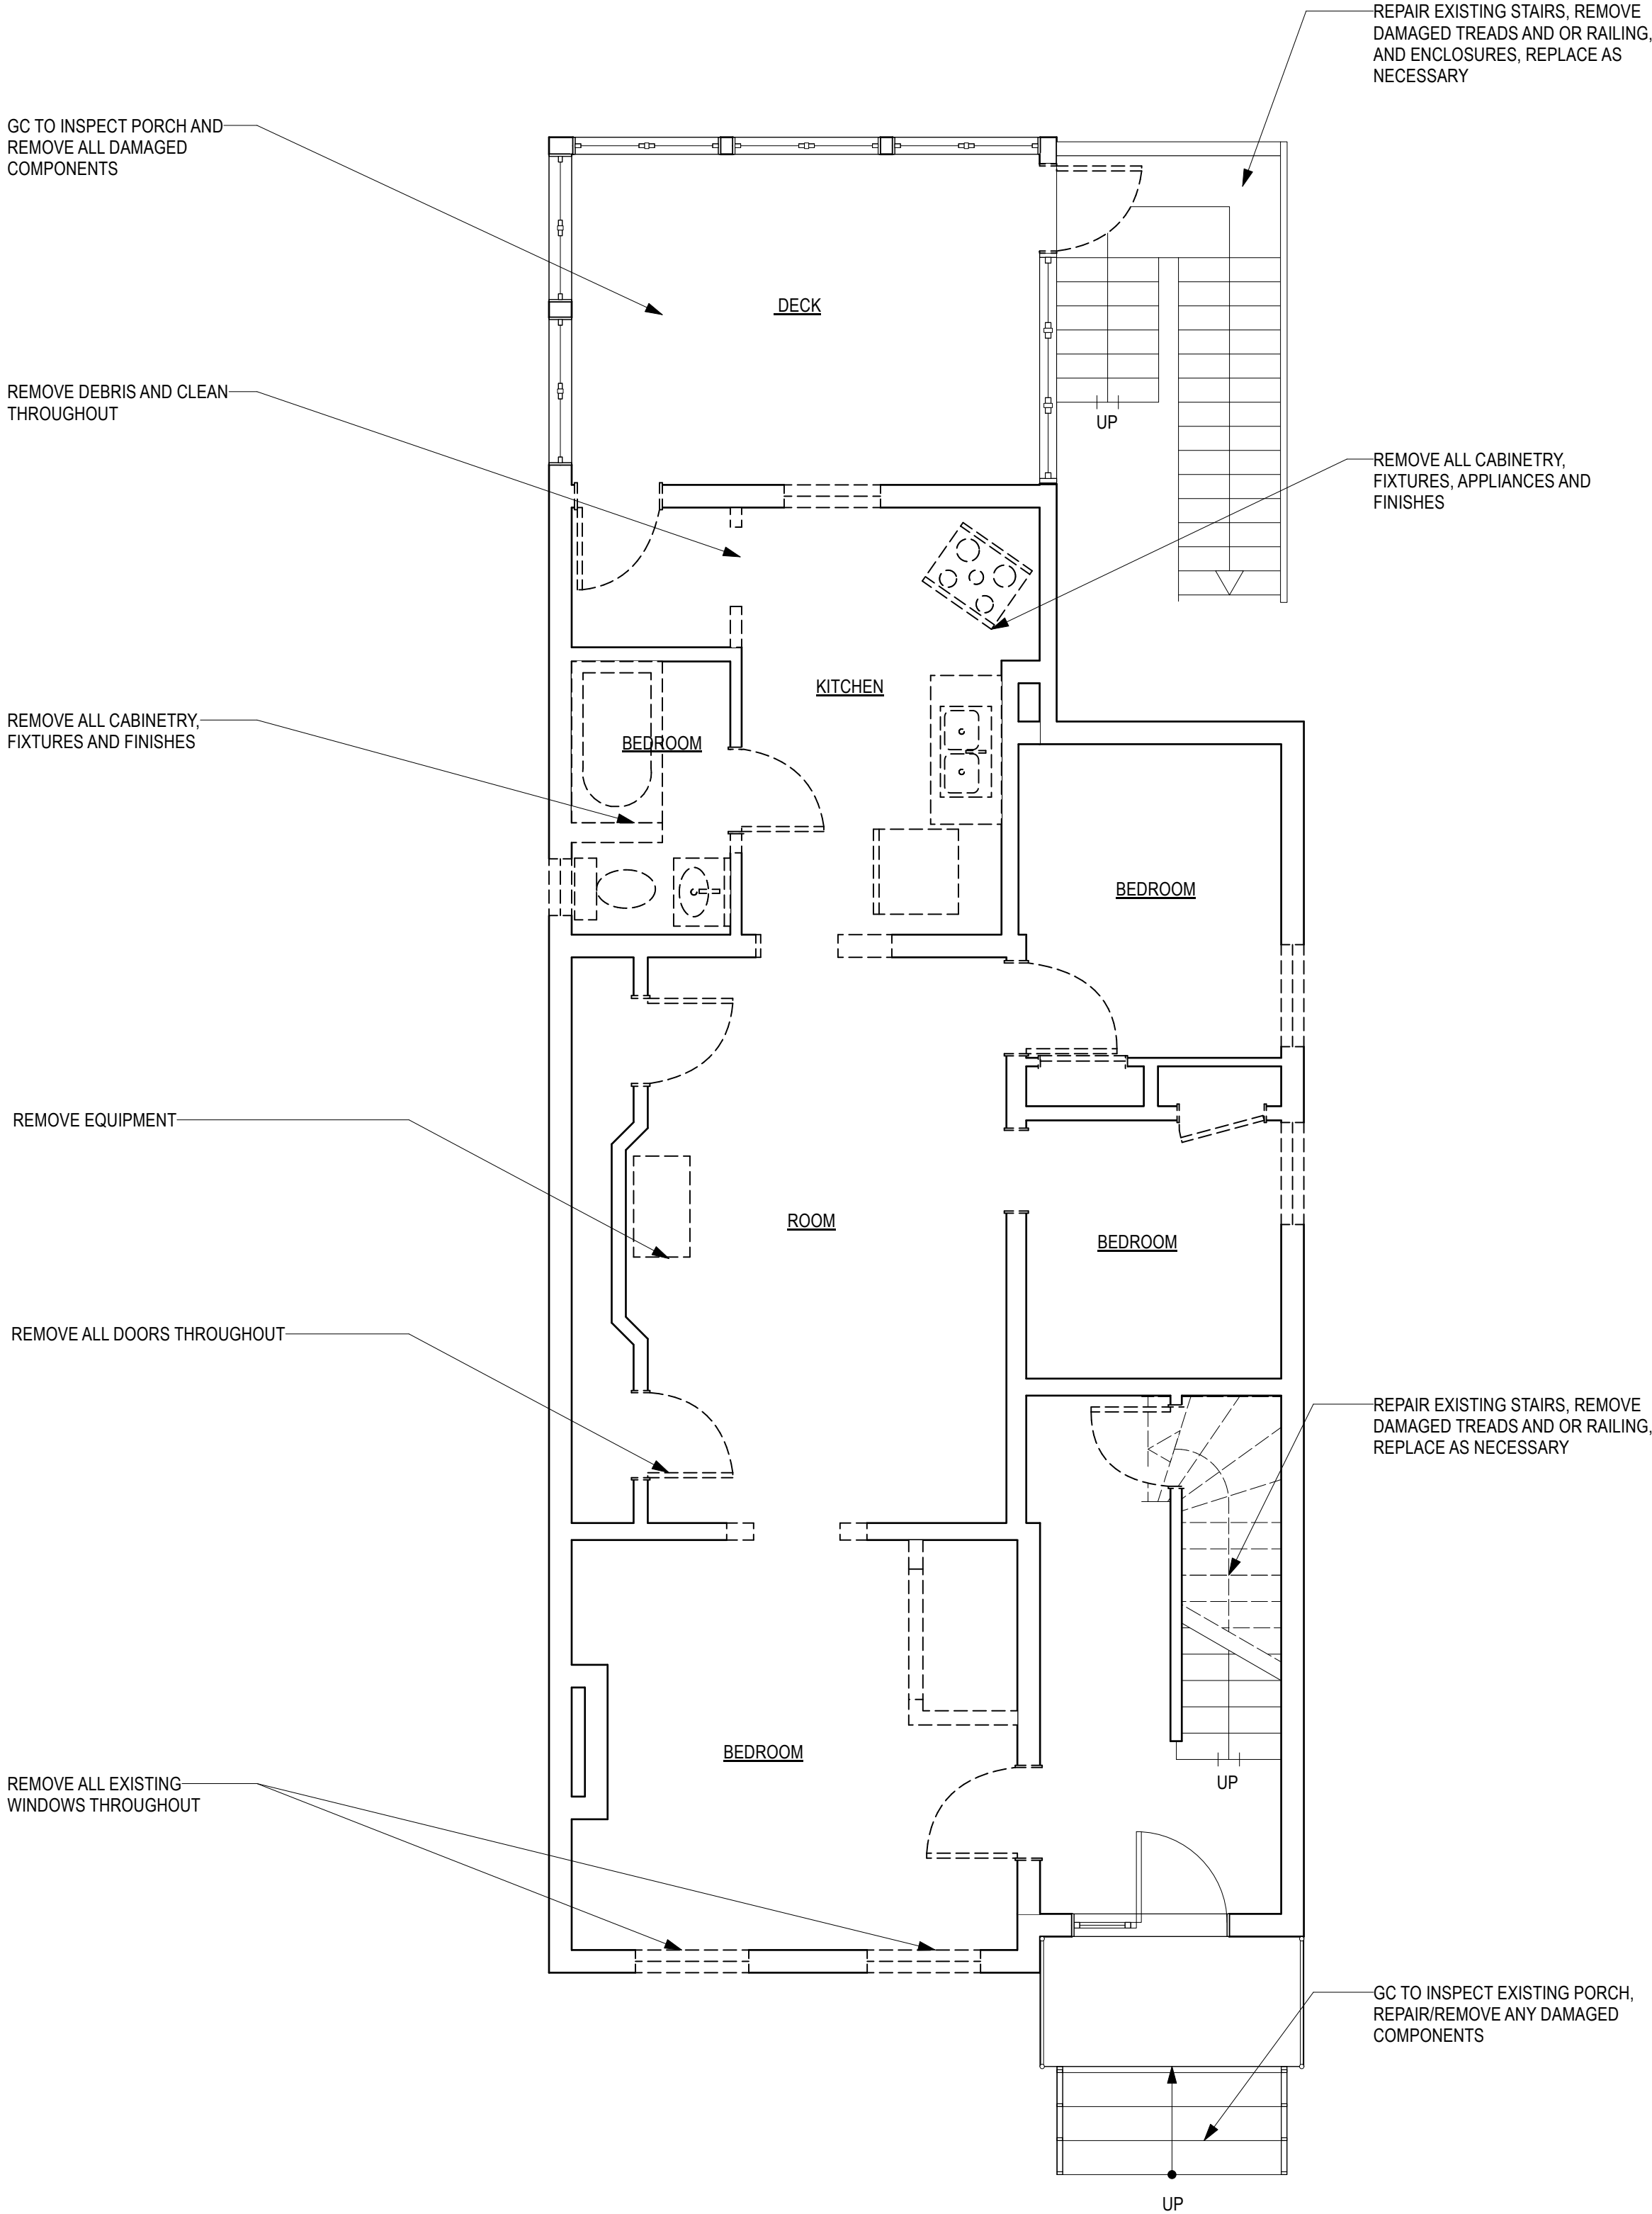 REPAIR EXISTING STAIRS, REMOVE
DAMAGED TREADS AND OR RAILING,
AND ENCLOSURES, REPLACE AS
NECESSARY
GC TO INSPECT PORCH AND
REMOVE ALL DAMAGED
COMPONENTS
DECK
REMOVE DEBRIS AND CLEAN
THROUGHOUT
UP
REMOVE ALL CABINETRY,
FIXTURES, APPLIANCES AND
FINISHES
KITCHEN
REMOVE ALL CABINETRY,
FIXTURES AND FINISHES
BEDROOM
BEDROOM
REMOVE EQUIPMENT
ROOM
BEDROOM
REMOVE ALL DOORS THROUGHOUT
REPAIR EXISTING STAIRS, REMOVE
DAMAGED TREADS AND OR RAILING,
REPLACE AS NECESSARY
BEDROOM
UP
REMOVE ALL EXISTING
WINDOWS THROUGHOUT
GC TO INSPECT EXISTING PORCH,
REPAIR/REMOVE ANY DAMAGED
COMPONENTS
UP